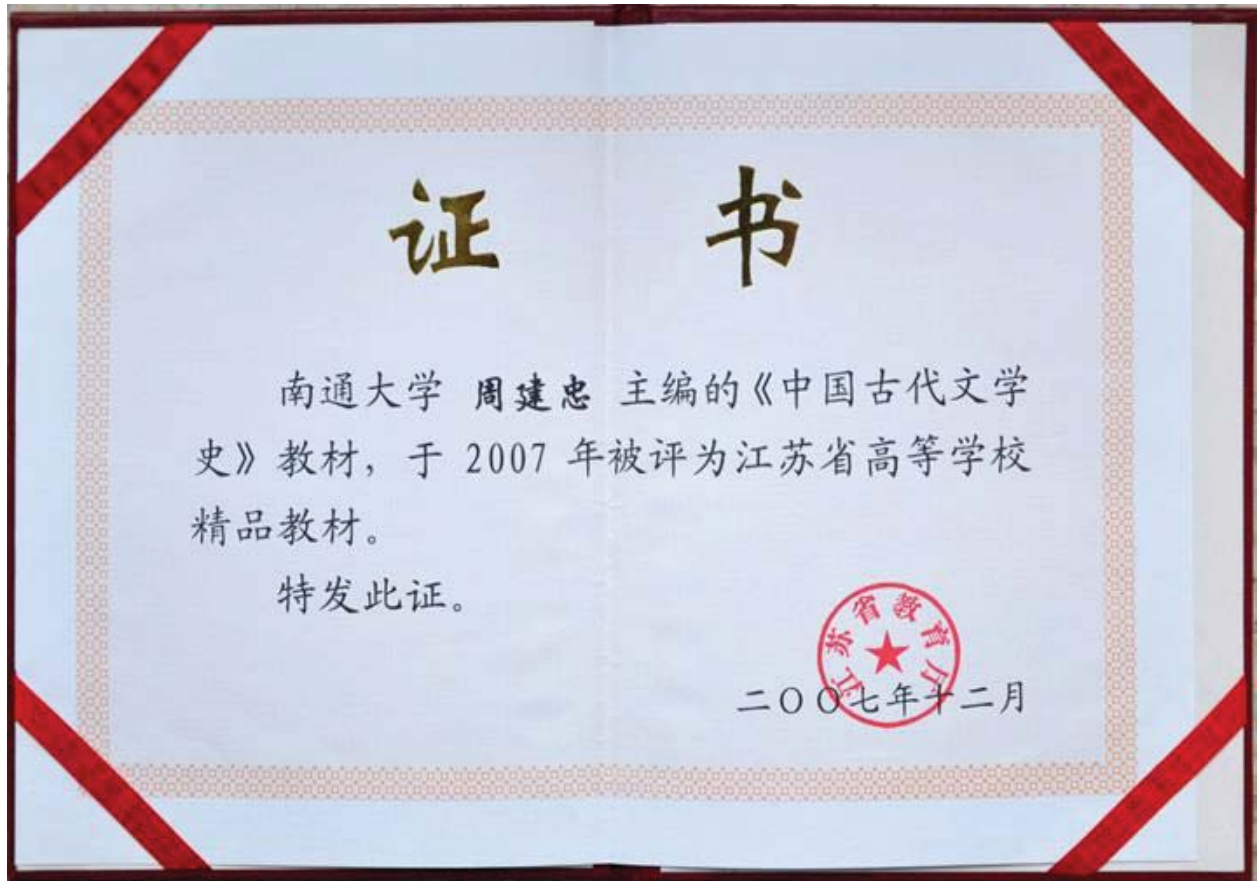 证 书
南通大学 周建忠 主编的《中国古代文学
史》教材，于 2007 年被评为江苏省高等学校
精品教材。
特发此证。
江苏省教育厅
二〇〇七年十二月